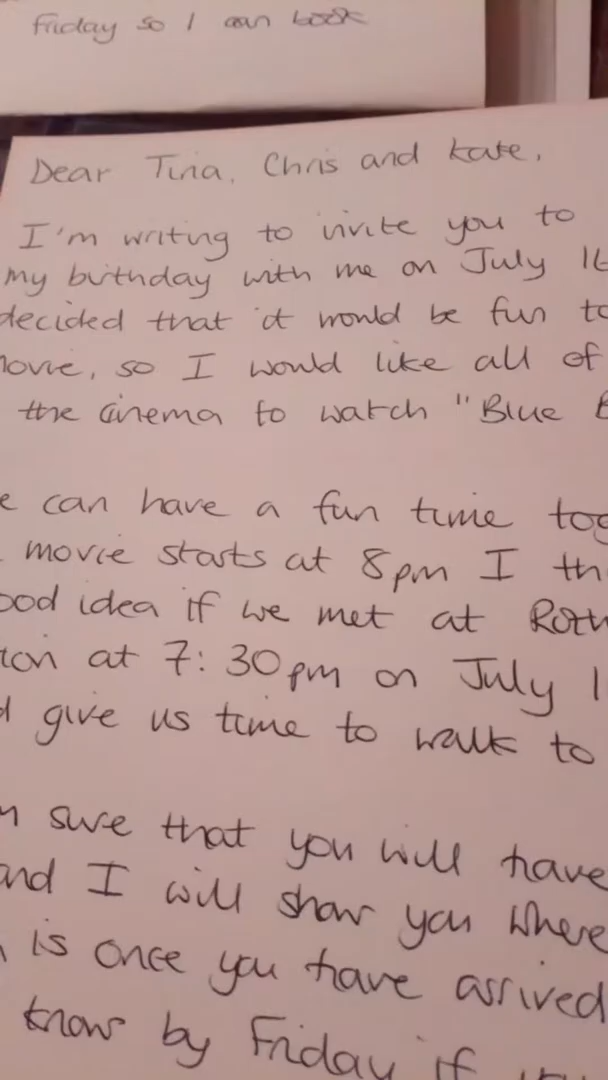 friday so I can book
Dear Tina, Chris and Kate,
I'm writing to invite you to
my birthday with me on July
decided that it would be fun to
movie, so I would like all of
the cinema to watch "Blue
can have a fun time
movie starts at 8pm I
idea if we met at
at 7:30pm on July
give us time to walk to
sure that you will have
and I will show you where
is once you have arrived
know by Friday if